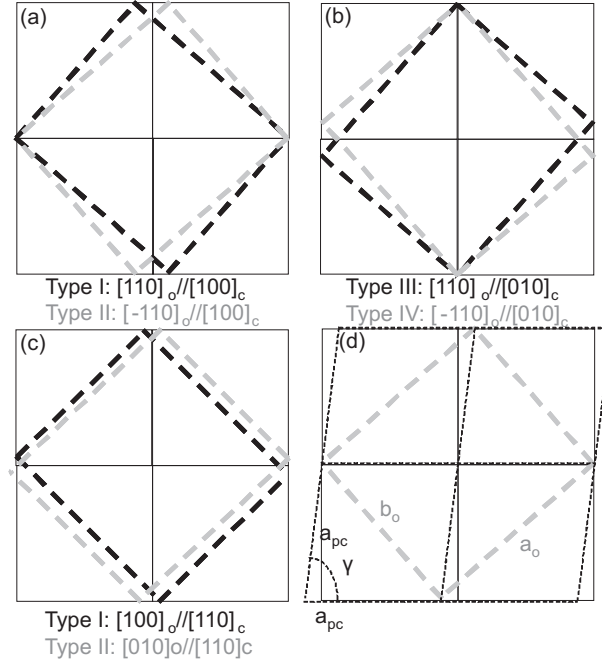 (a)
(b)
Type I: [110]o//[100]c
Type II: [-110]o//[100]c
Type III: [110]o//[010]c
Type IV: [-110]o//[010]c
(c)
(d)
bo
apc
γ
ao
apc
Type I: [100]o//[110]c
Type II: [010]o//[110]c